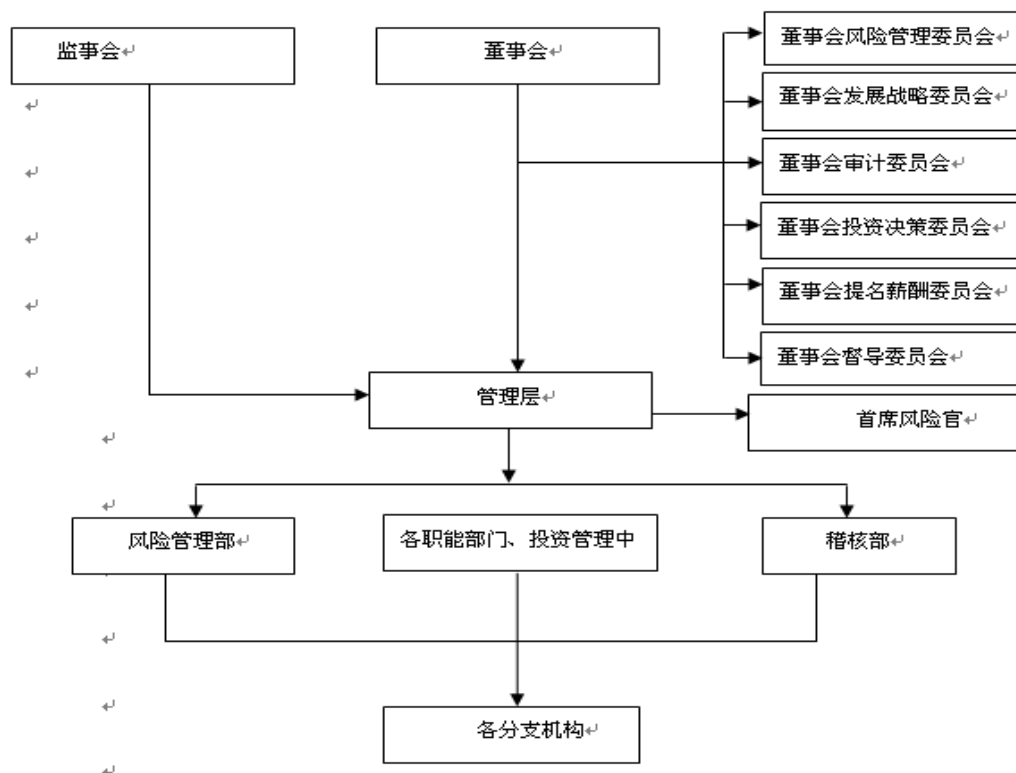 监事会
董事会
董事会风险管理委员会
董事会发展战略委员会
董事会审计委员会
董事会投资决策委员会
董事会提名薪酬委员会
董事会督导委员会
管理层
首席风险官
风险管理部
各职能部门、投资管理中
稽核部
各分支机构